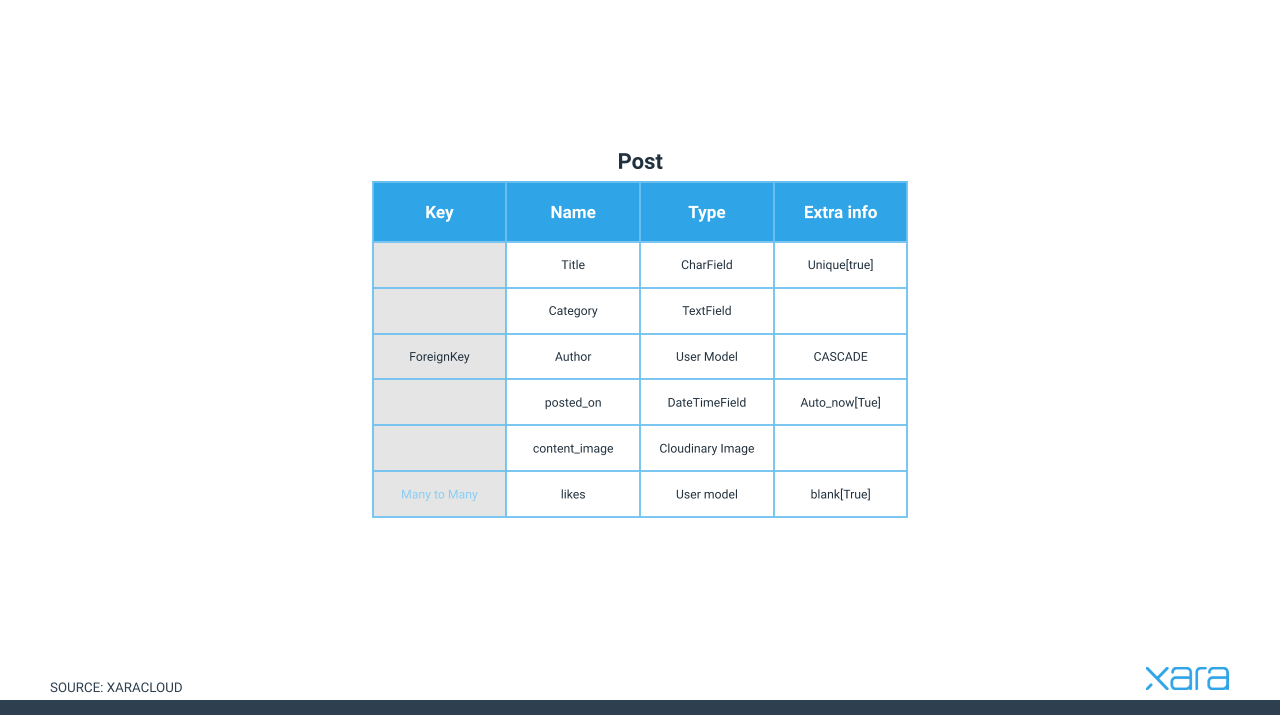 Post
Key Name Type Extra info
Title CharField Unique[true]
Category TextField
ForeignKey Author User Model CASCADE
posted_on DateTimeField Auto_now[Tue]
content_image Cloudinary Image
Many to Many likes User model blank[True]
SOURCE: XARACLOUD
xara